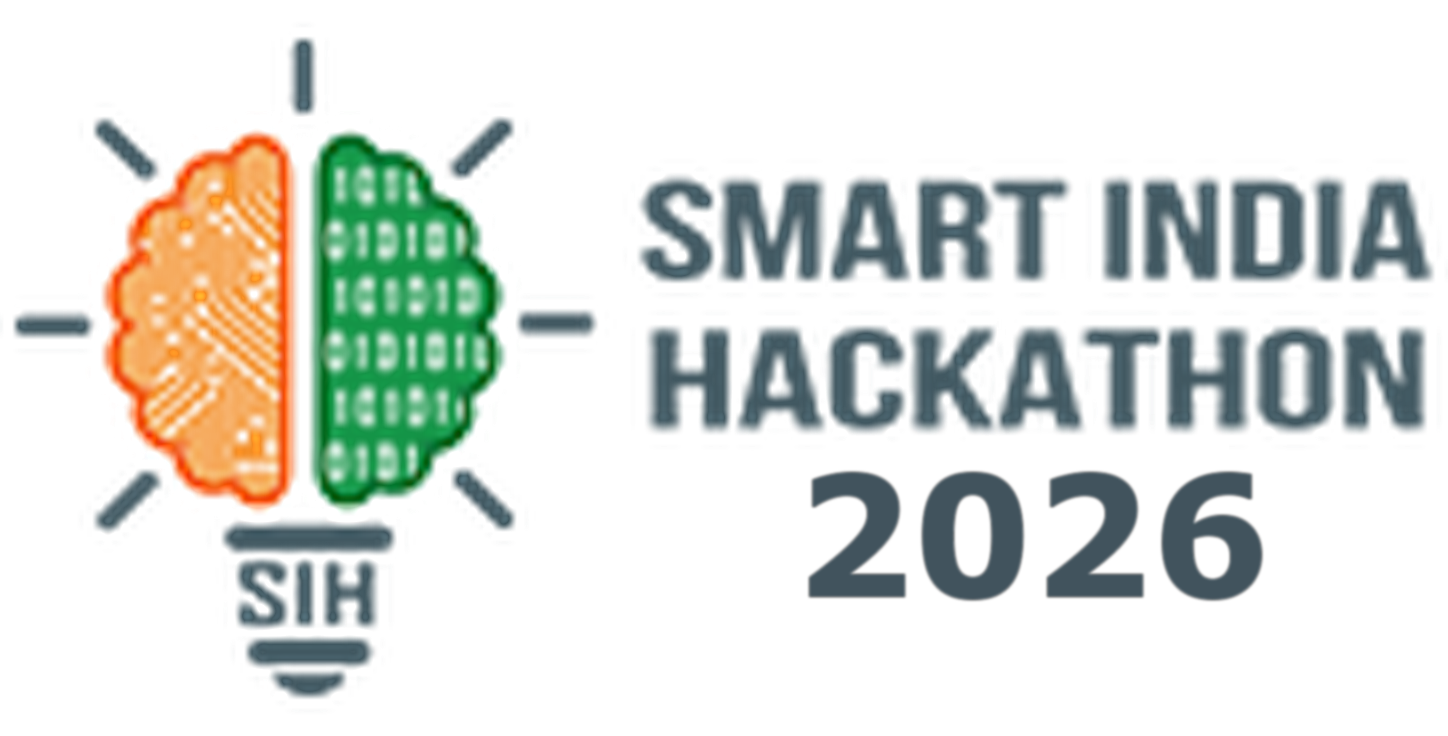 SMART INDIA
HACKATHON
2026
SIH